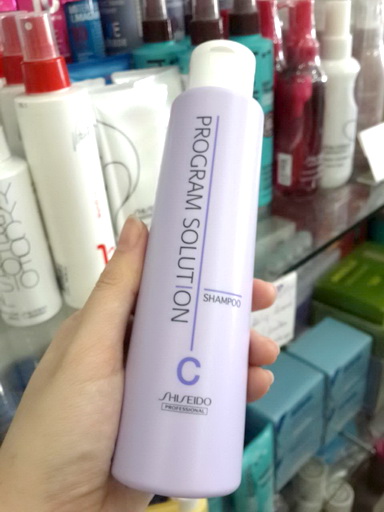 PROGRAM SOLUTION
SHAMPOO
C
SHISEIDO
PROFESSIONAL